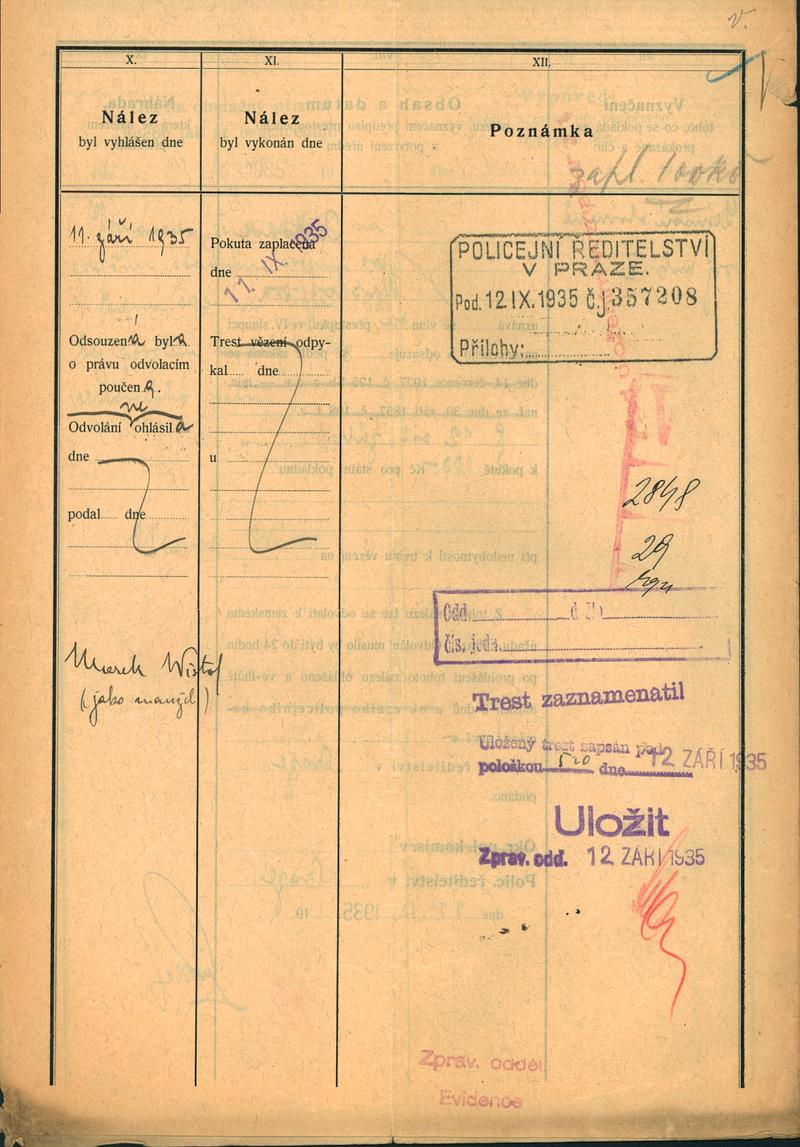 v.
X.
Nález
byl vyhlášen dne
XI.
Nález
byl vykonán dne
XII.
Poznámka
zapl. 100 Kč
11. září 1935
Odsouzena byla
o právu odvolacím
poučena.
ne
Odvolání ohlásila
dne
podal dne
Marek
(jako manžel)
Pokuta zaplacena
dne
11. IX. 1935
Trest vězení odpy-
kal dne
u
POLICEJNÍ ŘEDITELSTVÍ
V PRAZE.
Pod. 12 IX. 1935 č.j. 357208
Přílohy:
2848
29
Odd.
čís. jedn.
Trest zaznamenatil
Uložený trest zapsán pod
položkou 520 dne 12 ZÁŘÍ 1935
Uložit
Zprav. odd. 12 ZÁŘÍ 1935
Zprav. odděl.
Evidence